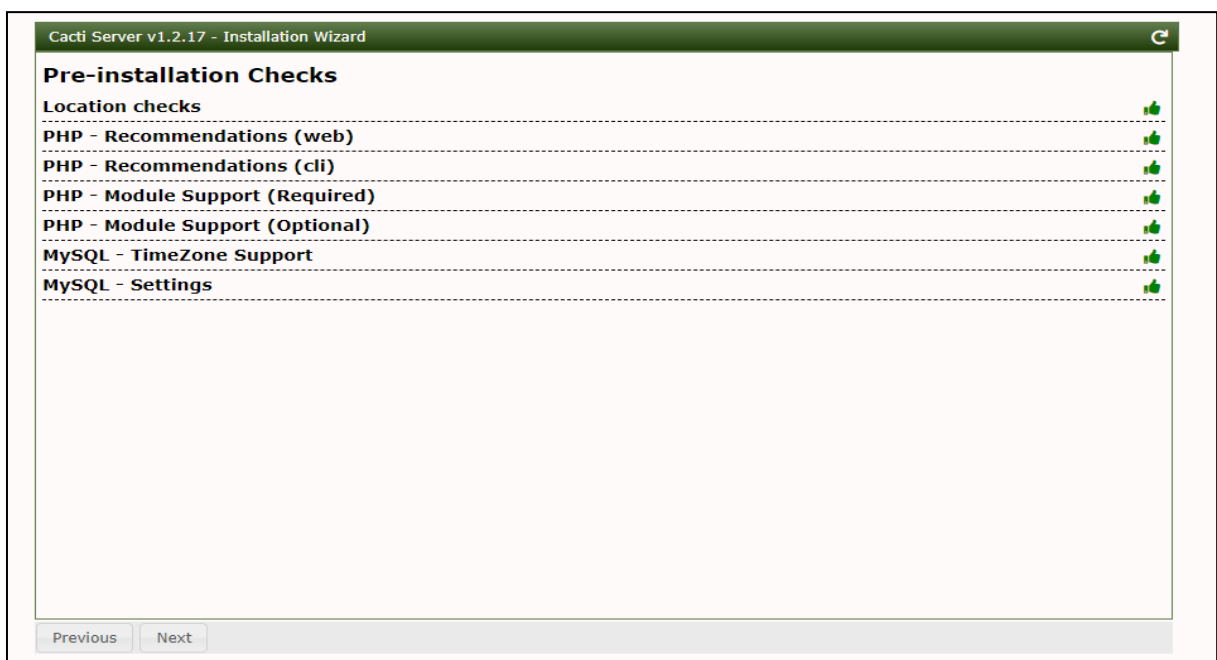 Cacti Server v1.2.17 - Installation Wizard
Pre-installation Checks
Location checks
PHP - Recommendations (web)
PHP - Recommendations (cli)
PHP - Module Support (Required)
PHP - Module Support (Optional)
MySQL - TimeZone Support
MySQL - Settings
Previous Next